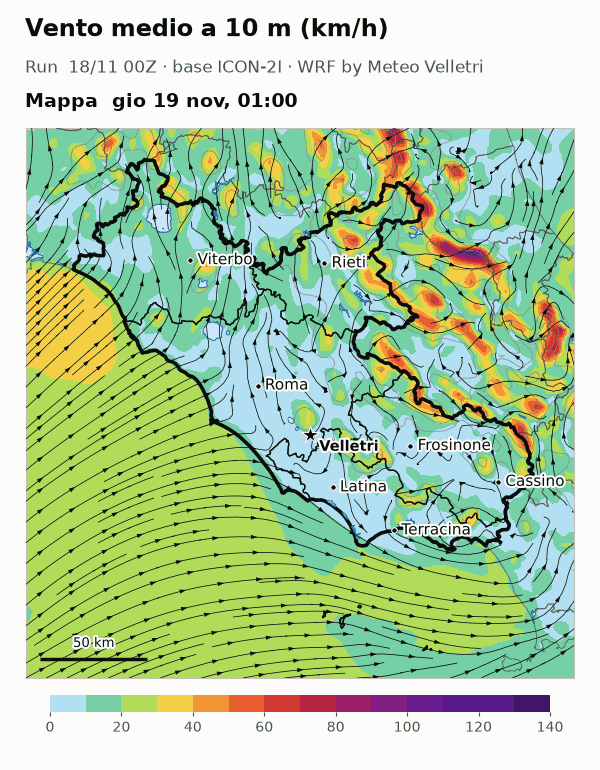 Vento medio a 10 m (km/h)
Run 18/11 00Z · base ICON-2I · WRF by Meteo Velletri
Mappa gio 19 nov, 01:00
Viterbo
Rieti
Roma
Velletri
Frosinone
Latina
Cassino
Terracina
50 km
0 20 40 60 80 100 120 140